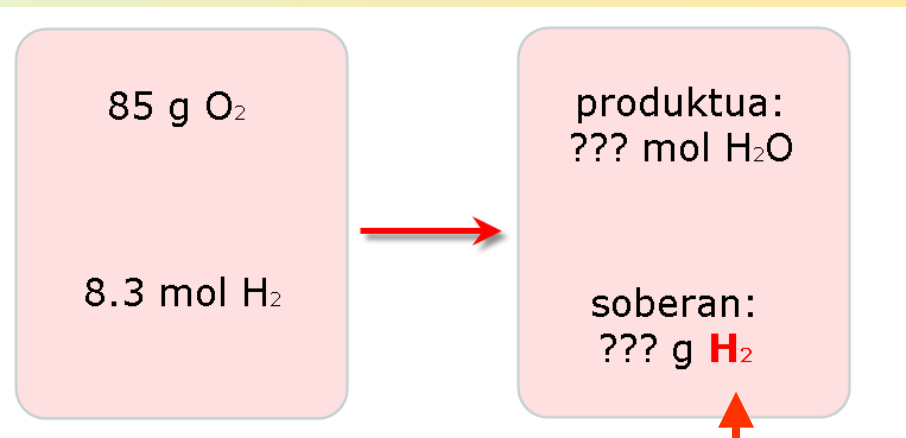 85 g O₂
8.3 mol H₂
produktua:
??? mol H₂O
soberan:
??? g H₂